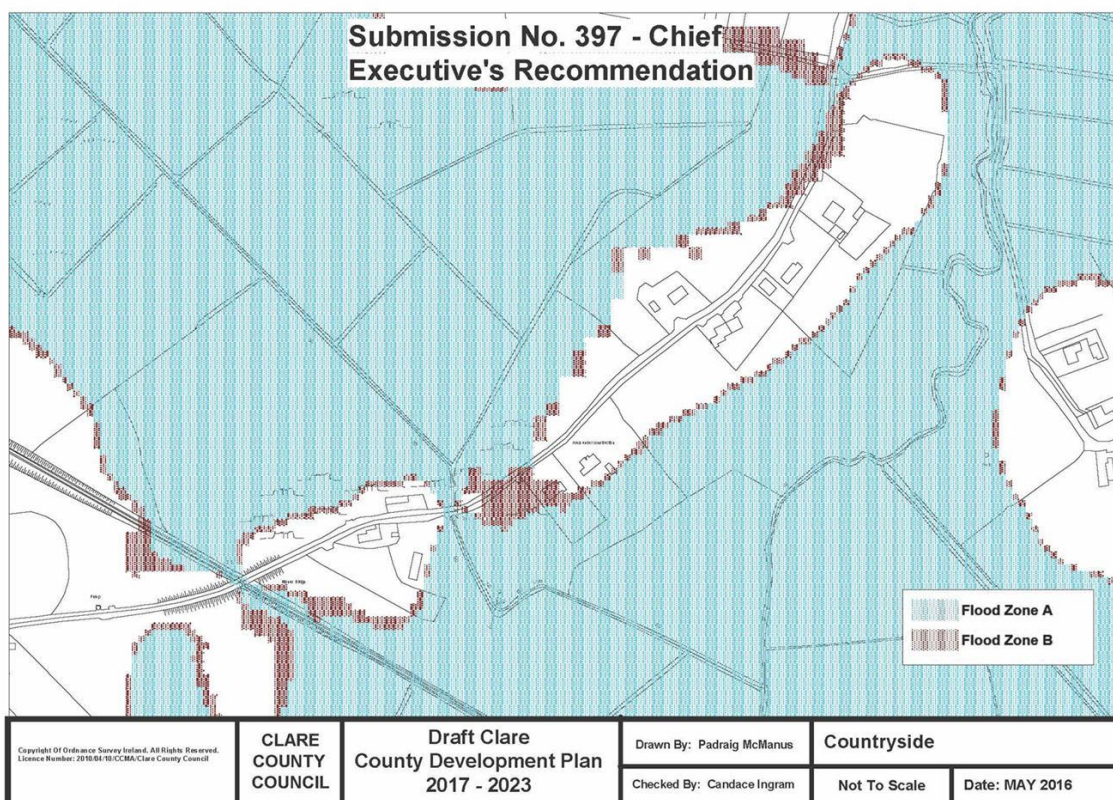 Submission No. 397 - Chief
Executive's Recommendation
Flood Zone A
Flood Zone B
Copyright Of Ordnance Survey Ireland. All Rights Reserved.
Licence Number: 2010/04/10/CCMA/Clare County Council
CLARE
COUNTY
COUNCIL
Draft Clare
County Development Plan
2017 - 2023
Drawn By: Padraig McManus
Checked By: Candace Ingram
Countryside
Not To Scale
Date: MAY 2016